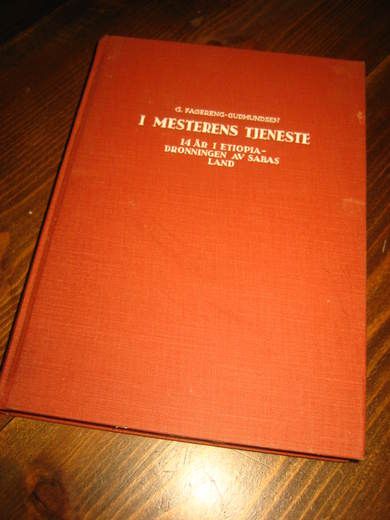 G. FAGERENG-GUDMUNDSEN
I MESTERENS TJENESTE
14 ÅR I ETIOPIA-
DRONNINGEN AV SABAS
LAND